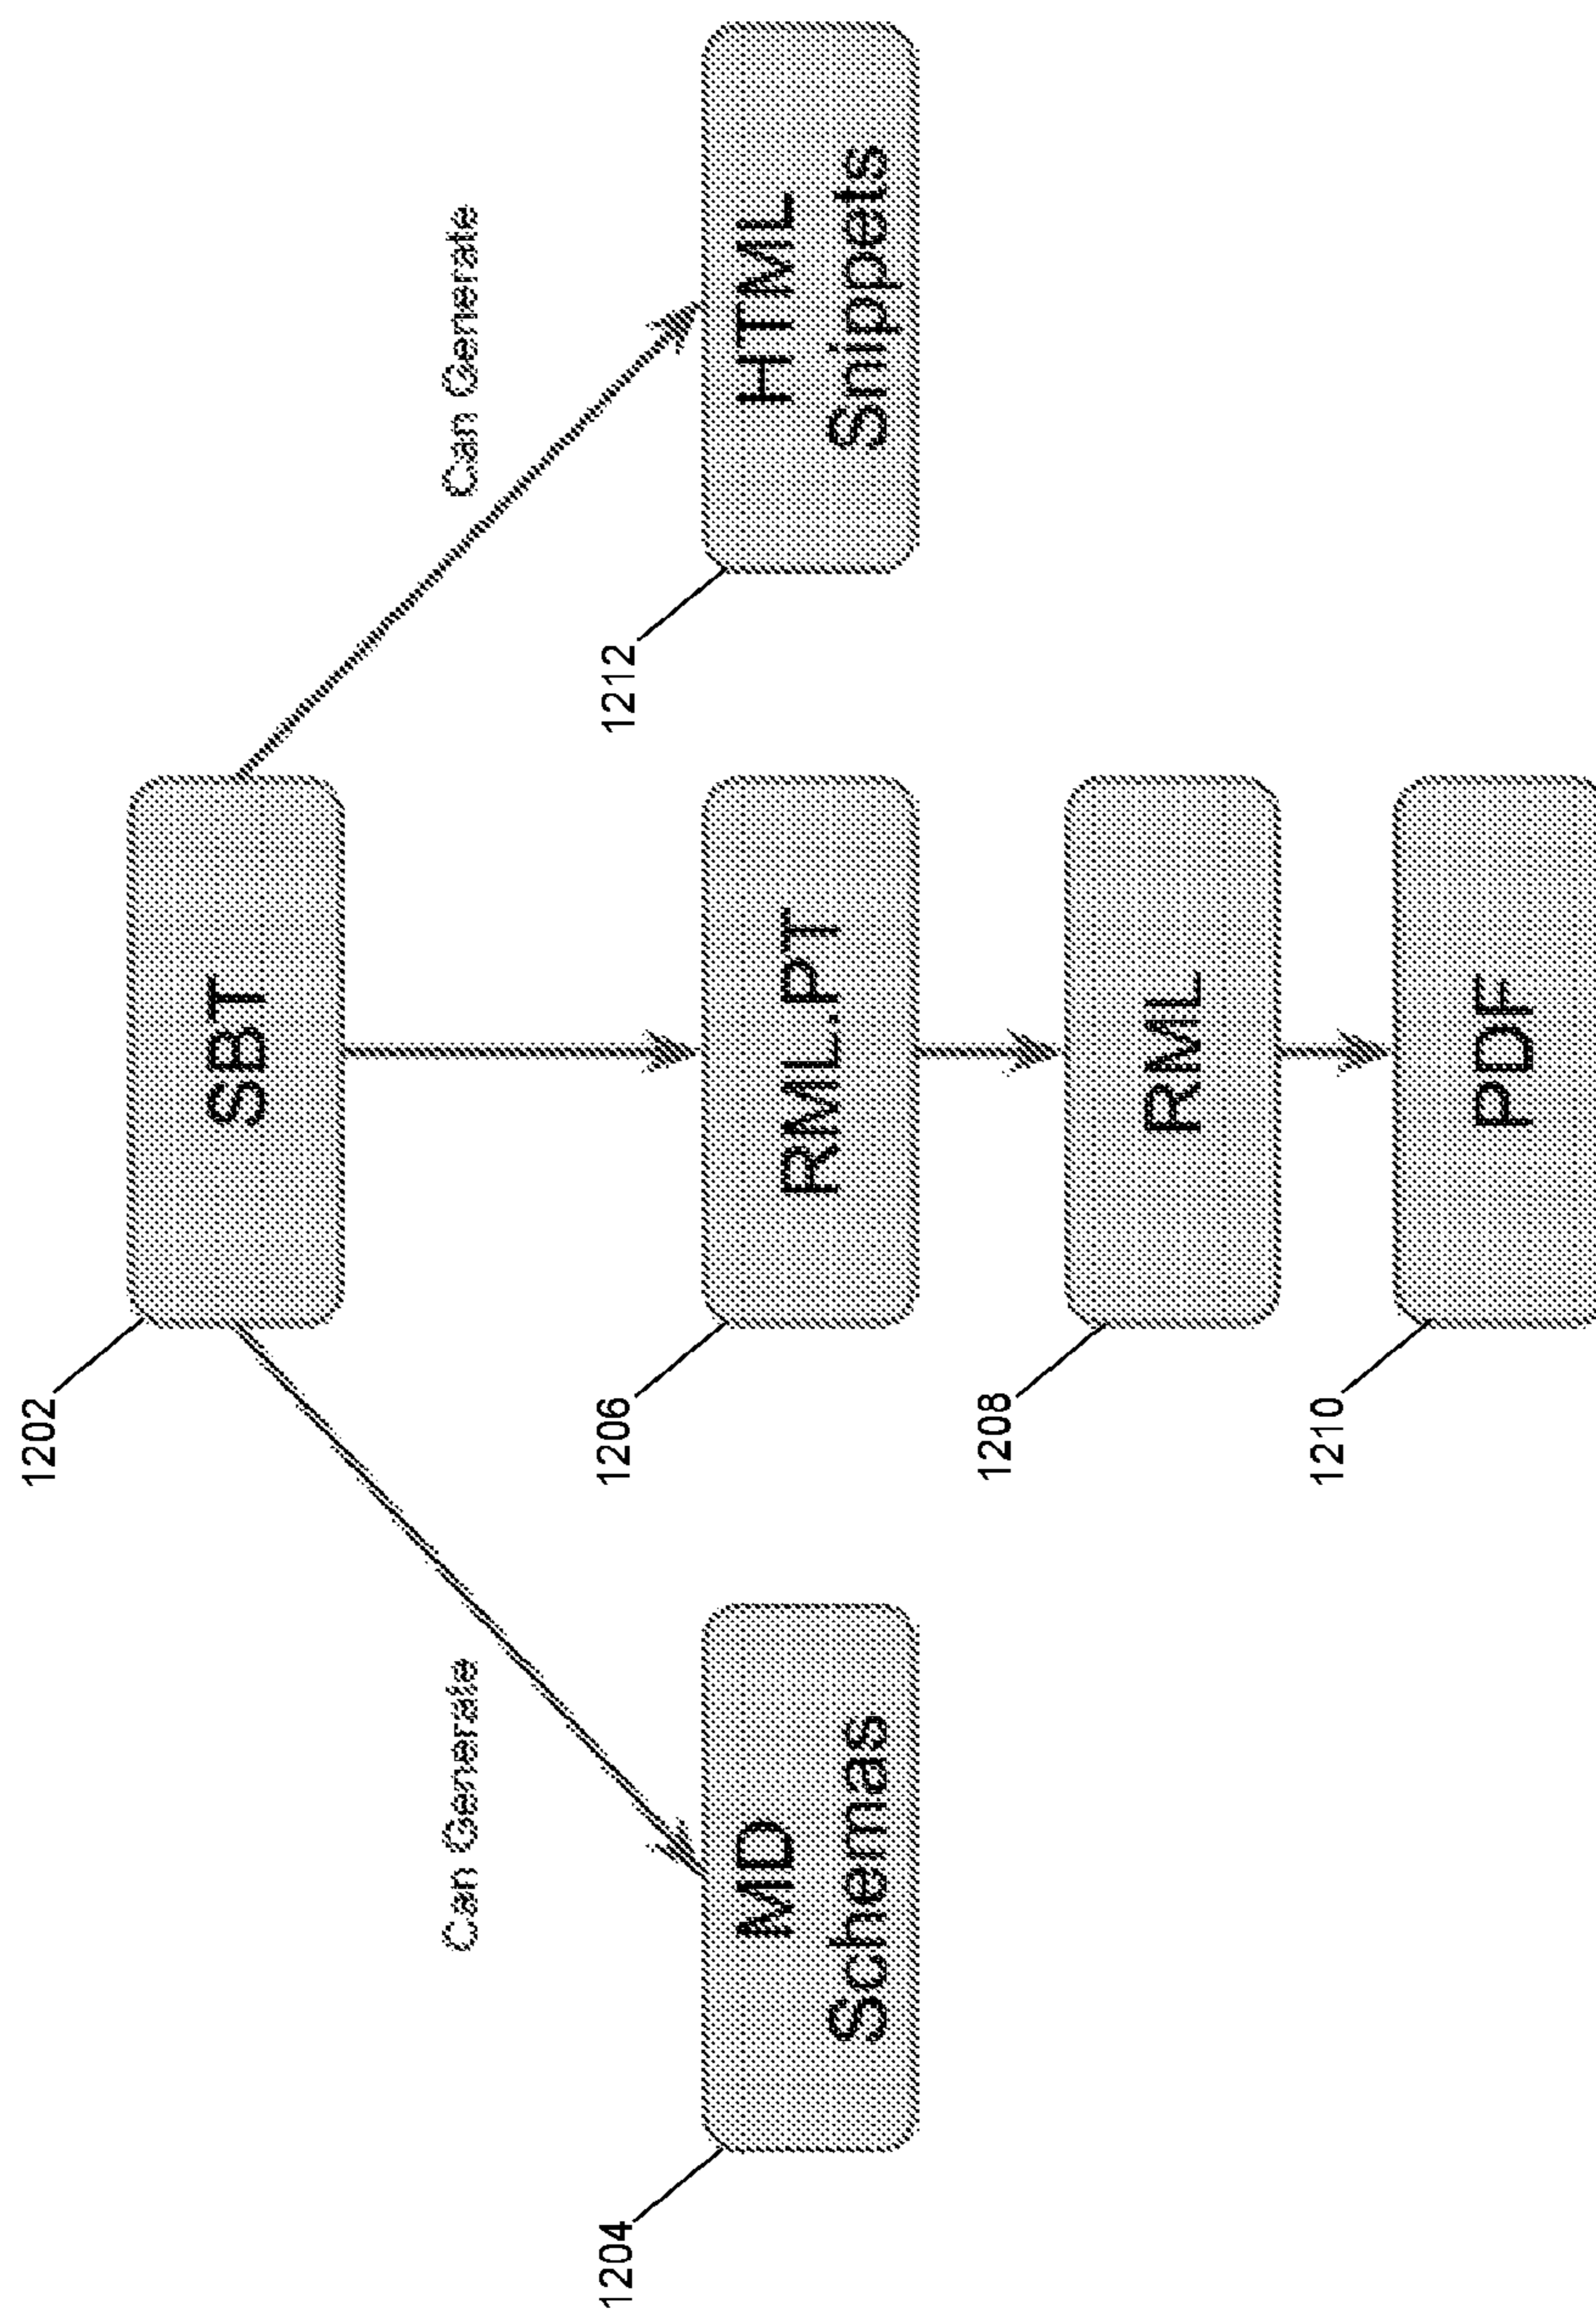 1202
SBT
Can Generate
Can Generate
1204
MD
Schemas
1206
RML.PT
1212
HTML
Snippets
1208
RML
1210
PDF